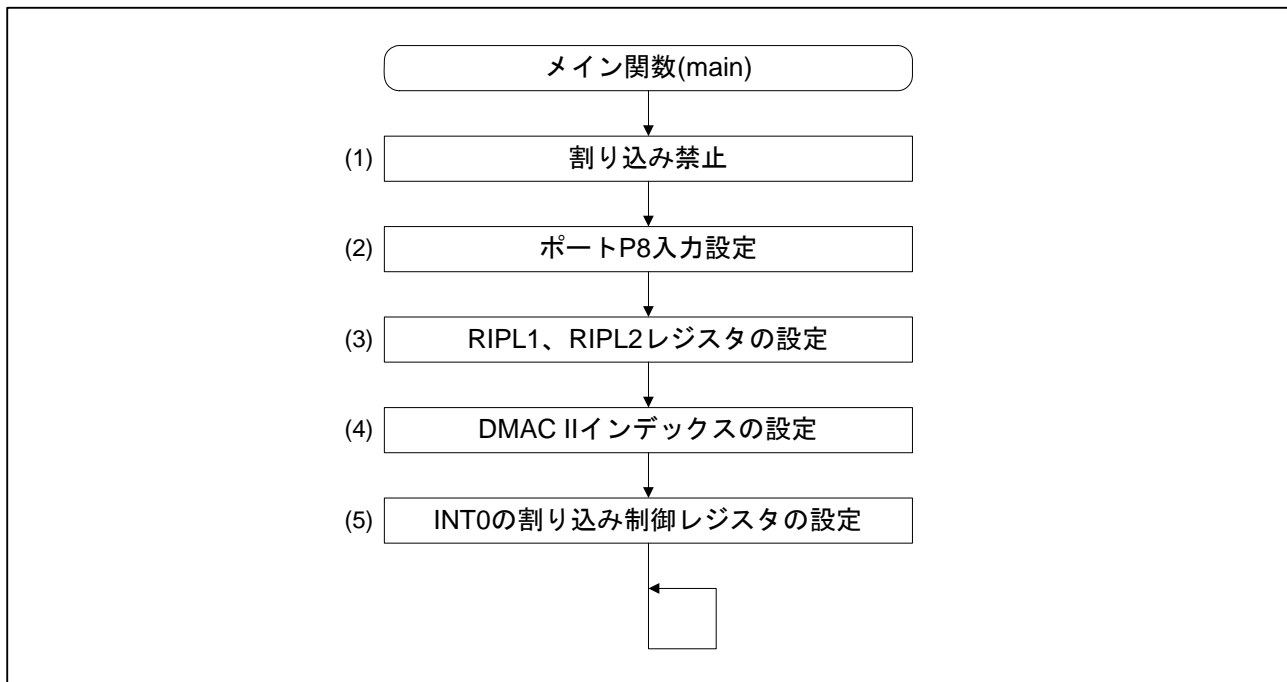 メイン関数(main)
(1) 割り込み禁止
(2) ポートP8入力設定
(3) RIPL1、RIPL2レジスタの設定
(4) DMAC IIインデックスの設定
(5) INT0の割り込み制御レジスタの設定